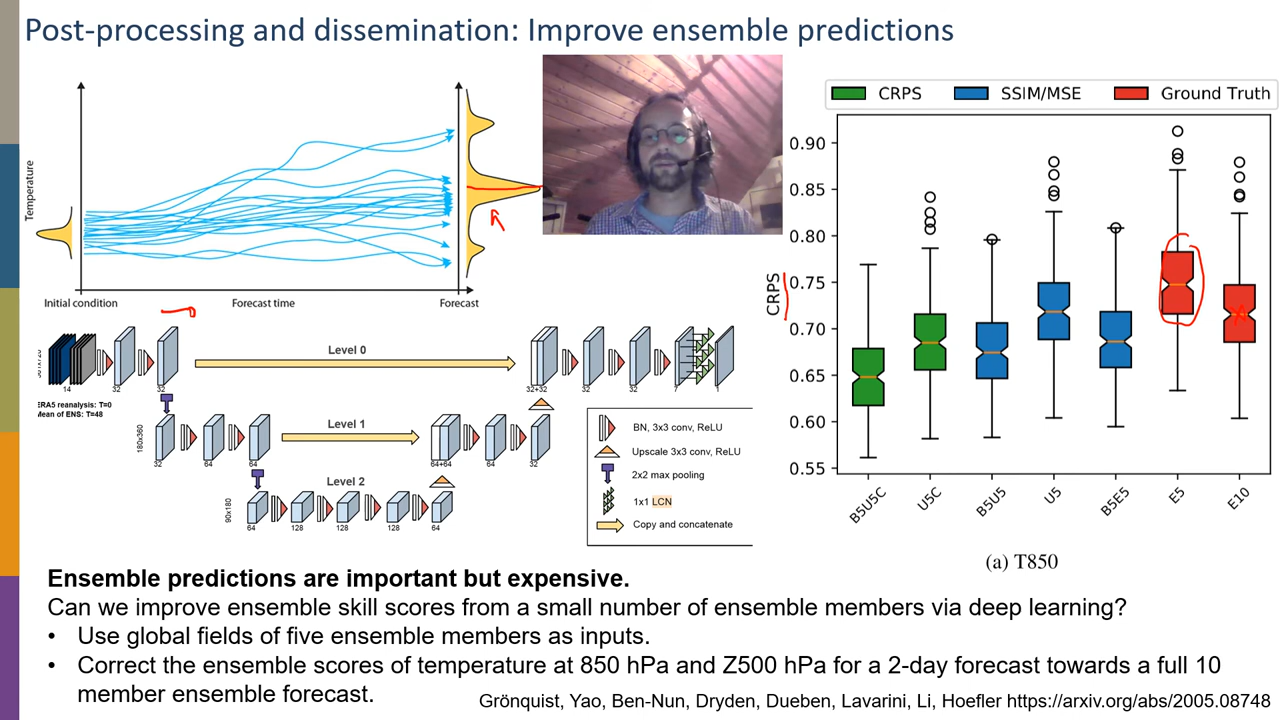 Post-processing and dissemination: Improve ensemble predictions
Temperature
Initial condition
Forecast time
Forecast
CRPS
SSIM/MSE
Ground Truth
CRPS
0.90
0.85
0.80
0.75
0.70
0.65
0.60
0.55
B5U5C
U5C
B5U5
U5
B5E5
E5
E10
(a) T850
14
32
32
Level 0
32+32
32
32
7
1
ERA5 reanalysis: T=0
Mean of ENS: T=48
180x360
32
64
64
Level 1
64+64
64
32
90x180
Level 2
64
128
128
128
64
BN, 3x3 conv, ReLU
Upscale 3x3 conv, ReLU
2x2 max pooling
1x1 LCN
Copy and concatenate
Ensemble predictions are important but expensive.
Can we improve ensemble skill scores from a small number of ensemble members via deep learning?
• Use global fields of five ensemble members as inputs.
• Correct the ensemble scores of temperature at 850 hPa and Z500 hPa for a 2-day forecast towards a full 10
member ensemble forecast.
Grönquist, Yao, Ben-Nun, Dryden, Dueben, Lavarini, Li, Hoefler https://arxiv.org/abs/2005.08748